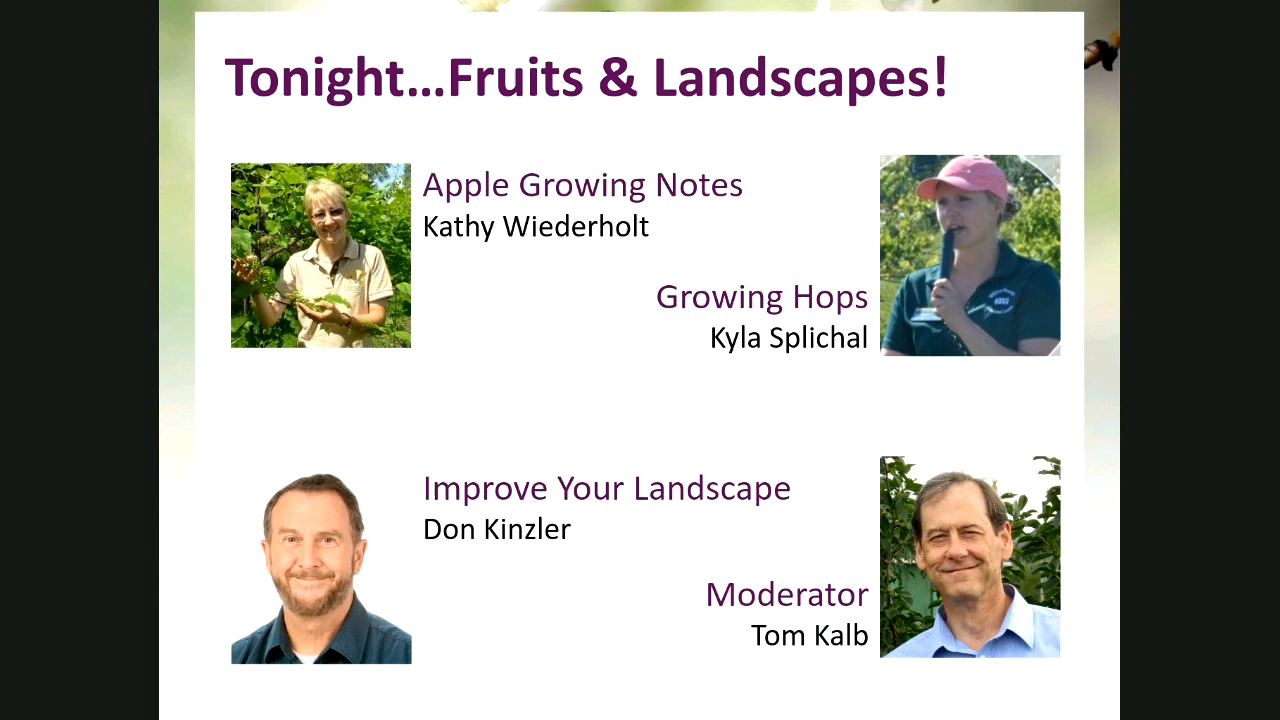 Tonight...Fruits & Landscapes!
Apple Growing Notes
Kathy Wiederholt
Growing Hops
Kyla Splichal
Improve Your Landscape
Don Kinzler
Moderator
Tom Kalb